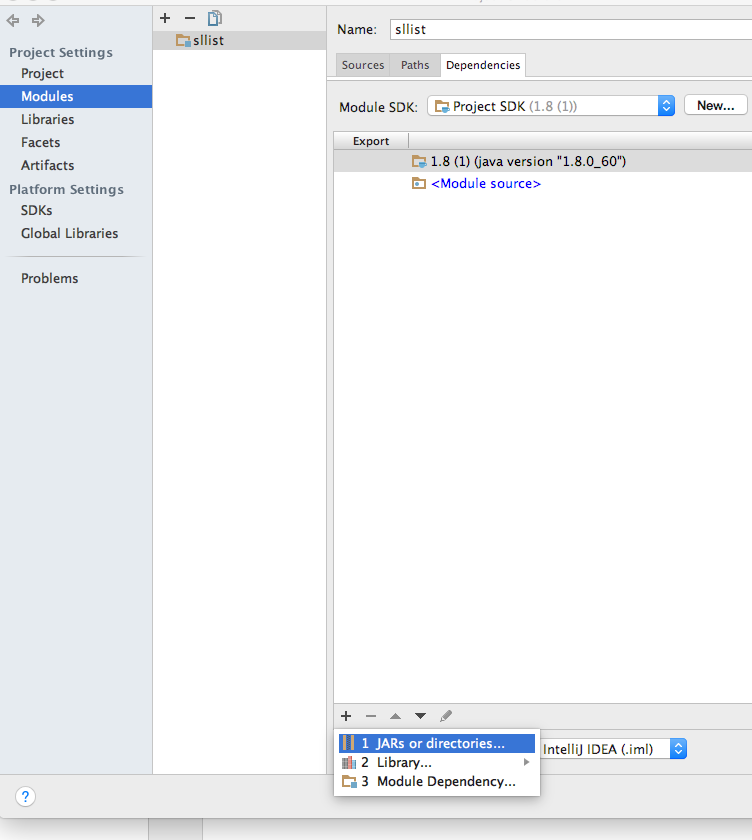 Project Settings
Project
Modules
Libraries
Facets
Artifacts
Platform Settings
SDKs
Global Libraries
Problems
sllist
Name: sllist
Sources Paths Dependencies
Module SDK: Project SDK (1.8 (1)) New...
Export
1.8 (1) (java version "1.8.0_60")
<Module source>
1 JARs or directories...
2 Library...
3 Module Dependency...
IntelliJ IDEA (.iml)
?